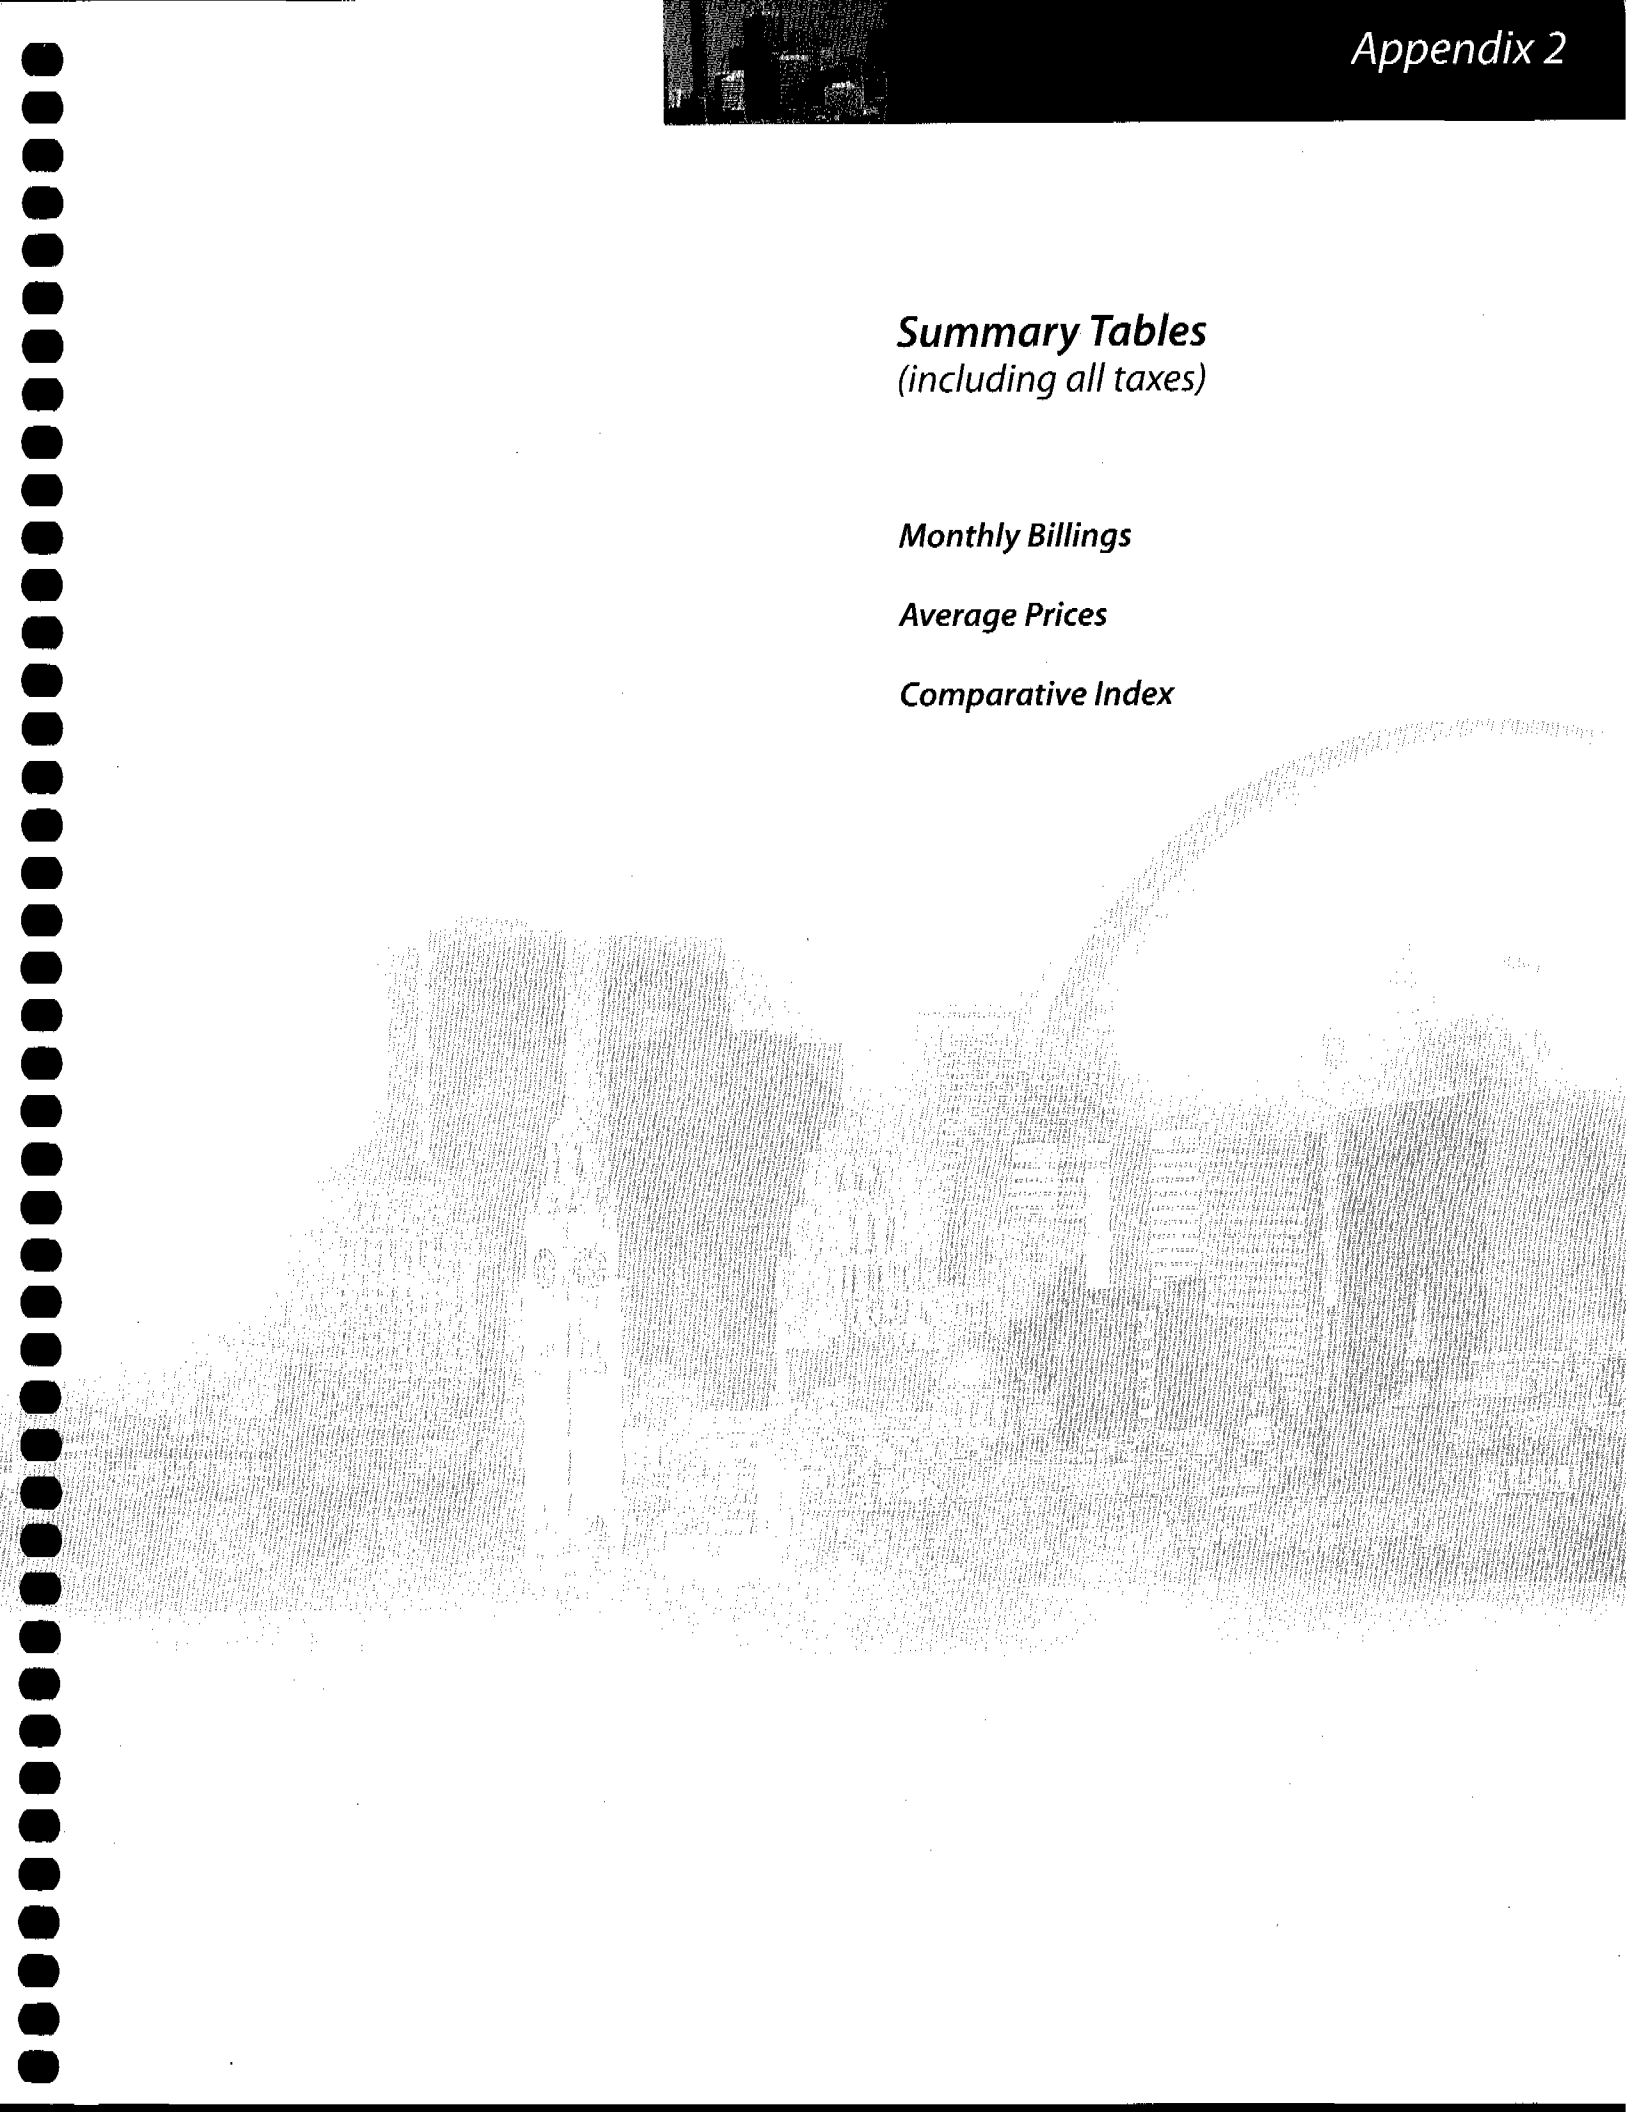 Appendix 2
Summary Tables
(including all taxes)
Monthly Billings
Average Prices
Comparative Index